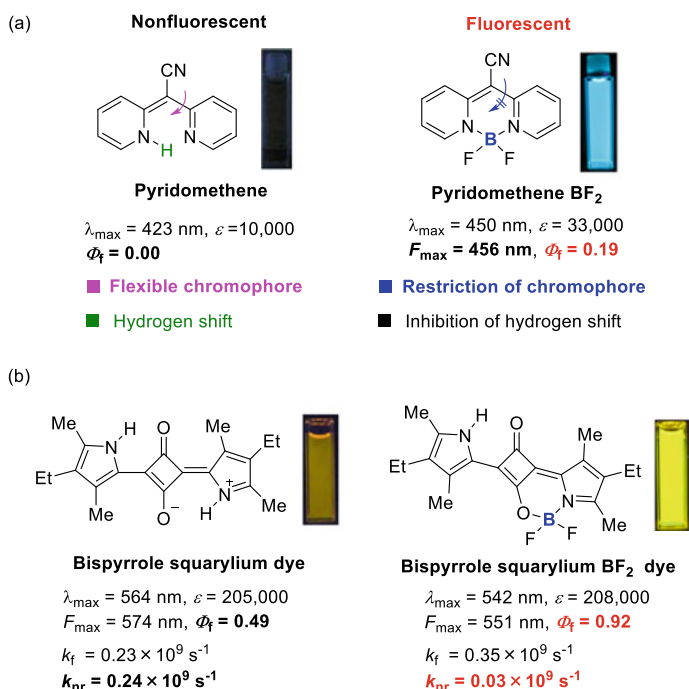 (a)
Nonfluorescent
Fluorescent
CN
N
H
N
CN
N
B
N
F
F
Pyridomethene
Pyridomethene BF₂
λmax = 423 nm, ε =10,000
Φf = 0.00
λmax = 450 nm, ε = 33,000
Fmax = 456 nm, Φf = 0.19
Flexible chromophore
Restriction of chromophore
Hydrogen shift
Inhibition of hydrogen shift
(b)
Me
H
N
O
Me
Et
Et
Me
O⁻
H
N⁺
Me
Me
H
N
O
Me
Et
Et
Me
O
B
N
F
F
Me
Bispyrrole squarylium dye
Bispyrrole squarylium BF₂ dye
λmax = 564 nm, ε = 205,000
Fmax = 574 nm, Φf = 0.49
kf = 0.23 × 10⁹ s⁻¹
knr = 0.24 × 10⁹ s⁻¹
λmax = 542 nm, ε = 208,000
Fmax = 551 nm, Φf = 0.92
kf = 0.35 × 10⁹ s⁻¹
knr = 0.03 × 10⁹ s⁻¹